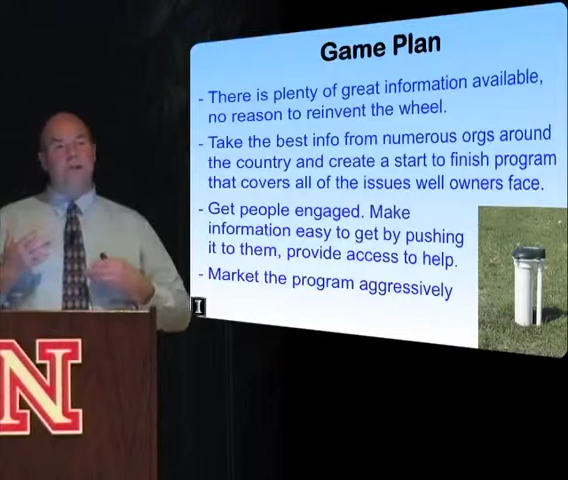 Game Plan
- There is plenty of great information available,
no reason to reinvent the wheel.
- Take the best info from numerous orgs around
the country and create a start to finish program
that covers all of the issues well owners face.
- Get people engaged. Make
information easy to get by pushing
it to them, provide access to help.
- Market the program aggressively
N